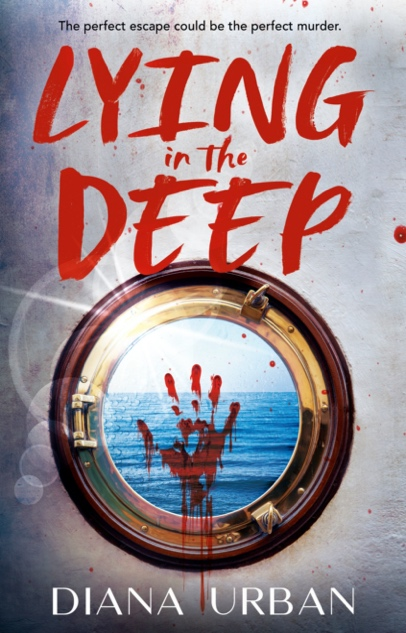 The perfect escape could be the perfect murder.
LYING
in the
DEEP
DIANA URBAN